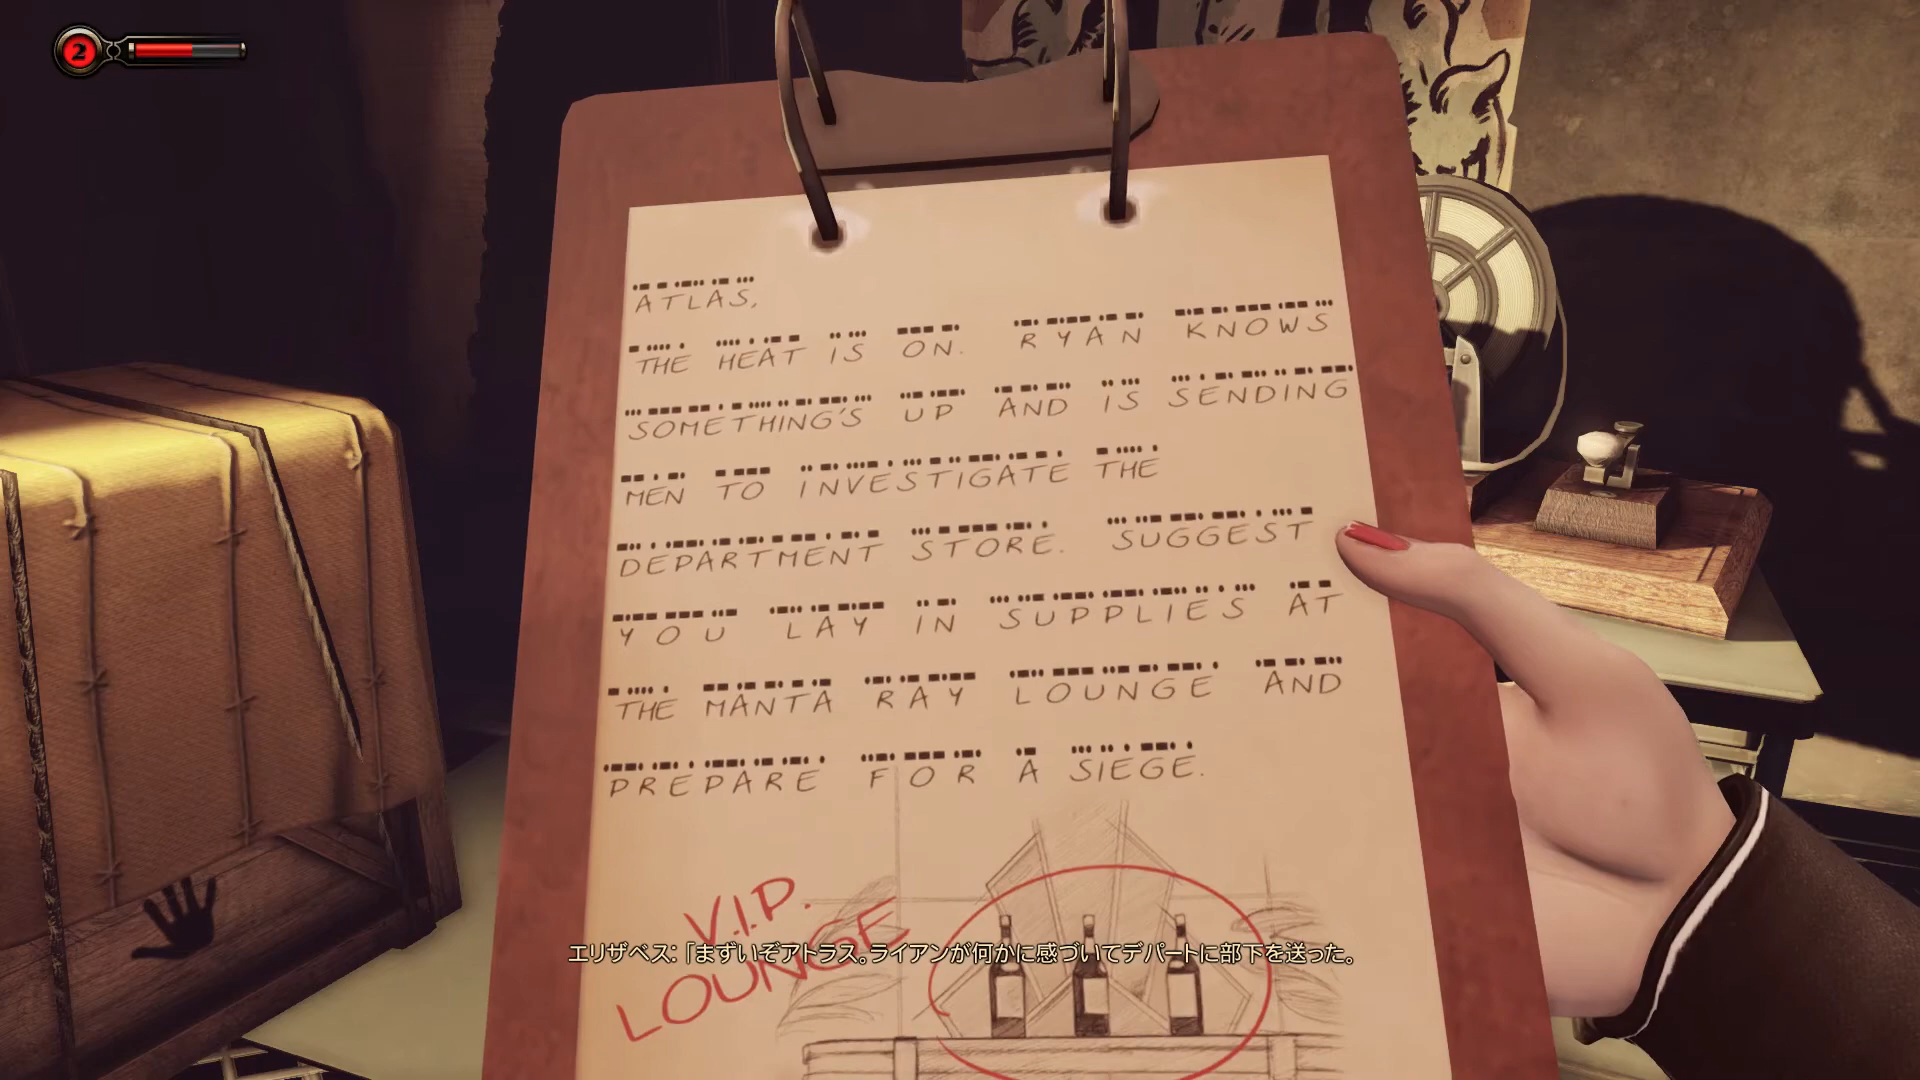 2
ATLAS,
THE HEAT IS ON. RYAN KNOWS
SOMETHING'S UP AND IS SENDING
MEN TO INVESTIGATE THE
DEPARTMENT STORE. SUGGEST
YOU LAY IN SUPPLIES AT
THE MANTA RAY LOUNGE AND
PREPARE FOR A SIEGE.
V.I.P.
LOUNGE
エリザベス:「まずいぞアトラス。ライアンが何かに感づいてデパートに部下を送った。